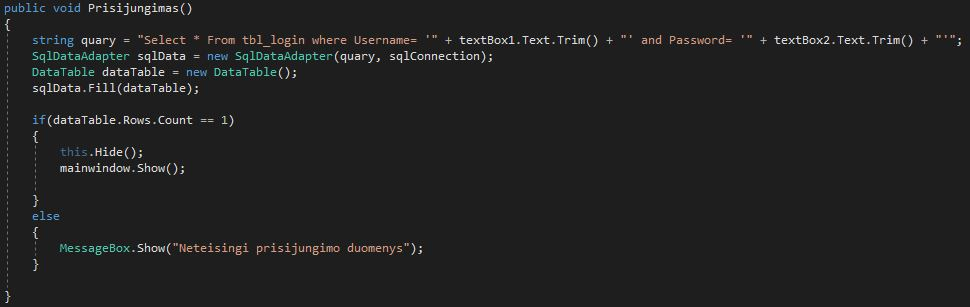 public void Prisijungimas()
{
string quary = "Select * From tbl_login where Username= '" + textBox1.Text.Trim() + "' and Password= '" + textBox2.Text.Trim() + "'";
SqlDataAdapter sqlData = new SqlDataAdapter(quary, sqlConnection);
DataTable dataTable = new DataTable();
sqlData.Fill(dataTable);
if(dataTable.Rows.Count == 1)
{
this.Hide();
mainwindow.Show();
}
else
{
MessageBox.Show("Neteisingi prisijungimo duomenys");
}
}